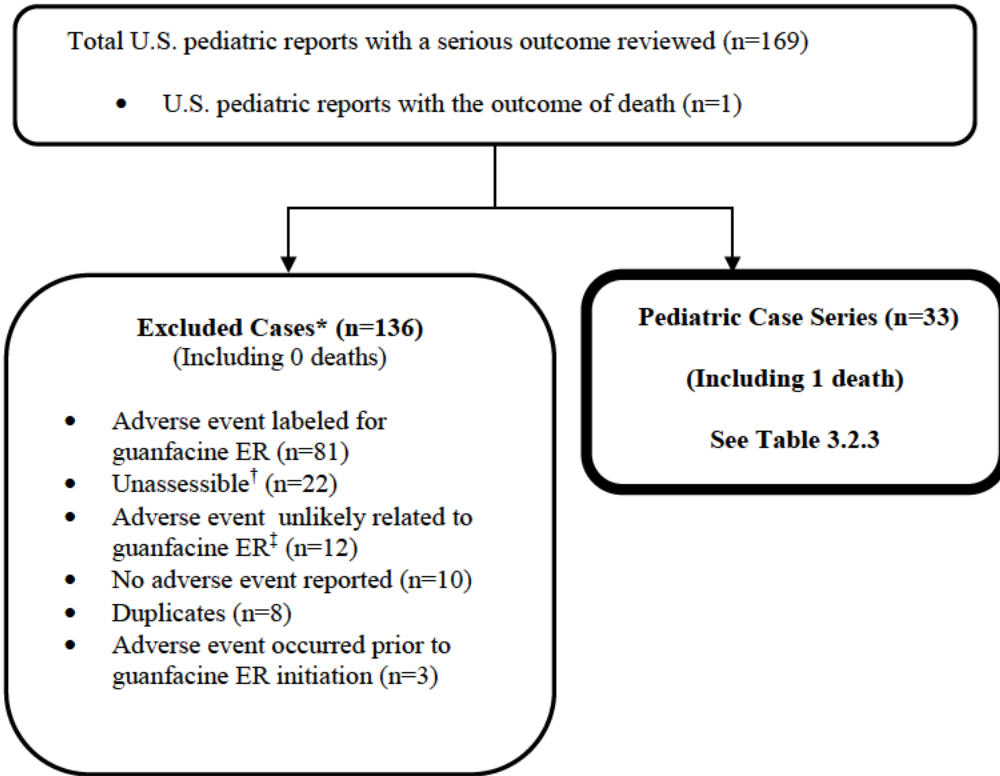 Total U.S. pediatric reports with a serious outcome reviewed (n=169)
• U.S. pediatric reports with the outcome of death (n=1)
Excluded Cases* (n=136)
(Including 0 deaths)
• Adverse event labeled for
guanfacine ER (n=81)
• Unassessible† (n=22)
• Adverse event unlikely related to
guanfacine ER‡ (n=12)
• No adverse event reported (n=10)
• Duplicates (n=8)
• Adverse event occurred prior to
guanfacine ER initiation (n=3)
Pediatric Case Series (n=33)
(Including 1 death)
See Table 3.2.3